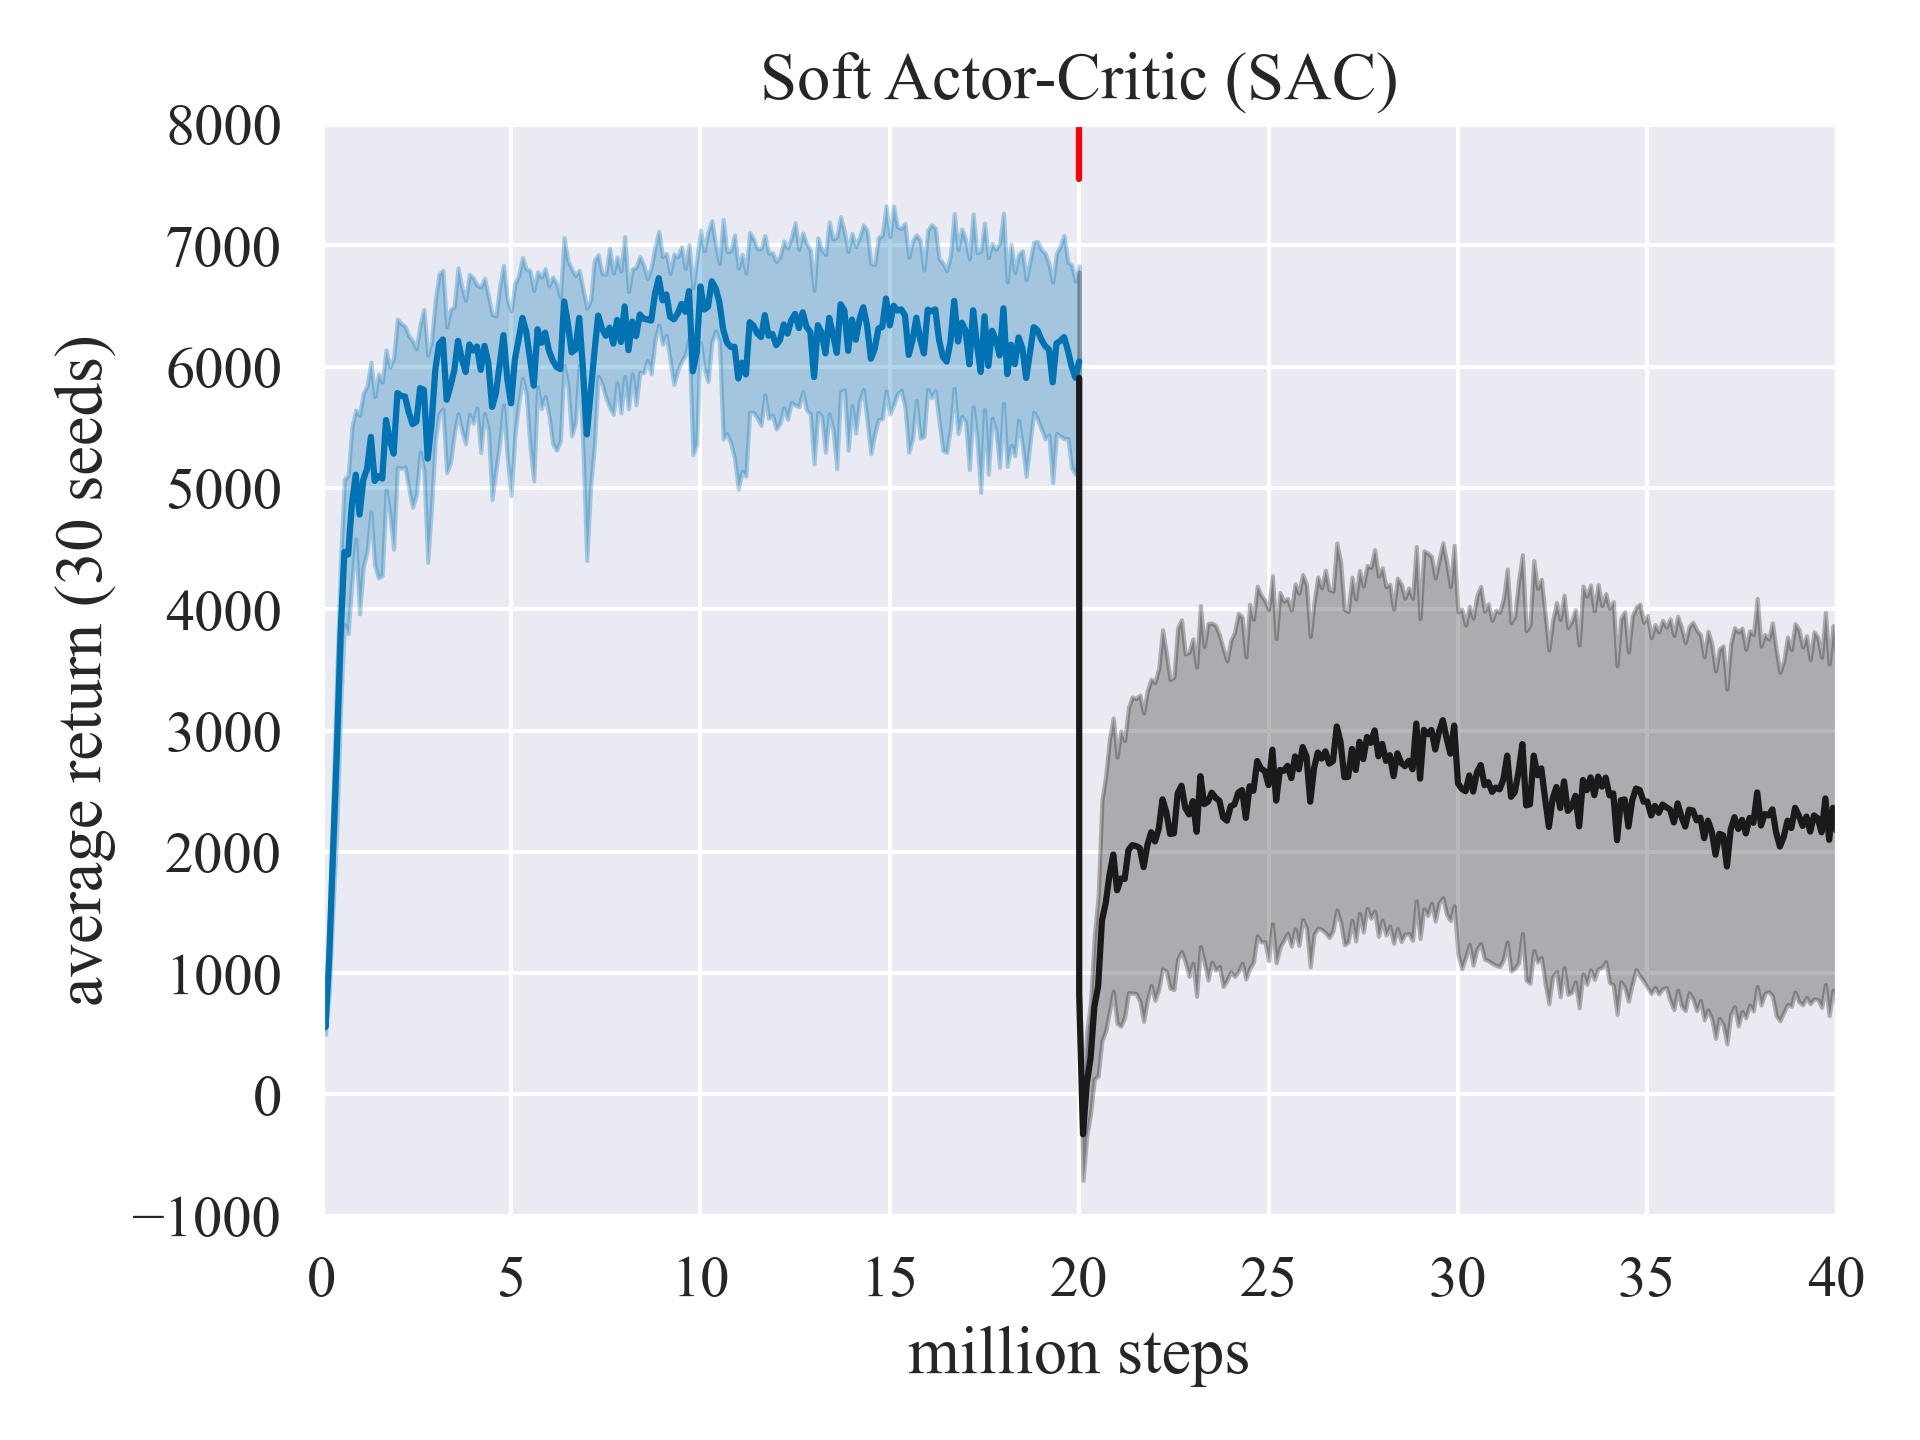 Soft Actor-Critic (SAC)
8000
7000
6000
5000
4000
3000
2000
1000
0
−1000
average return (30 seeds)
0 5 10 15 20 25 30 35 40
million steps